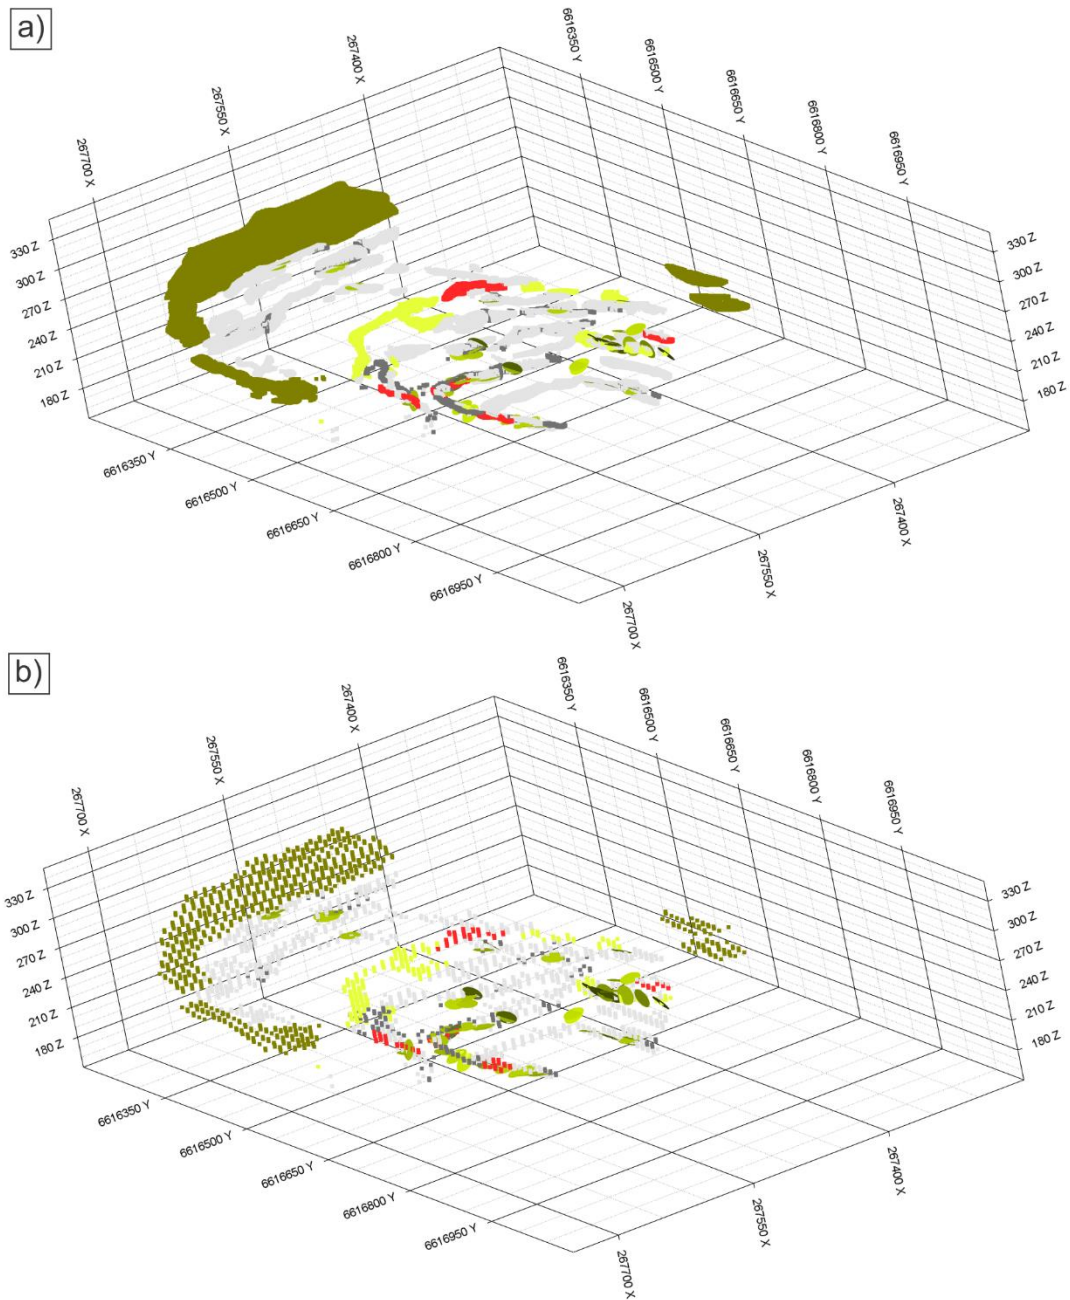 a)
267400 X
6616350 Y
6616500 Y
6616650 Y
6616800 Y
6616950 Y
267550 X
267700 X
330 Z
300 Z
270 Z
240 Z
210 Z
180 Z
330 Z
300 Z
270 Z
240 Z
210 Z
180 Z
6616350 Y
6616500 Y
6616650 Y
6616800 Y
6616950 Y
267400 X
267550 X
267700 X
b)
267400 X
6616350 Y
6616500 Y
6616650 Y
6616800 Y
6616950 Y
267550 X
267700 X
330 Z
300 Z
270 Z
240 Z
210 Z
180 Z
330 Z
300 Z
270 Z
240 Z
210 Z
180 Z
6616350 Y
6616500 Y
6616650 Y
6616800 Y
6616950 Y
267400 X
267550 X
267700 X